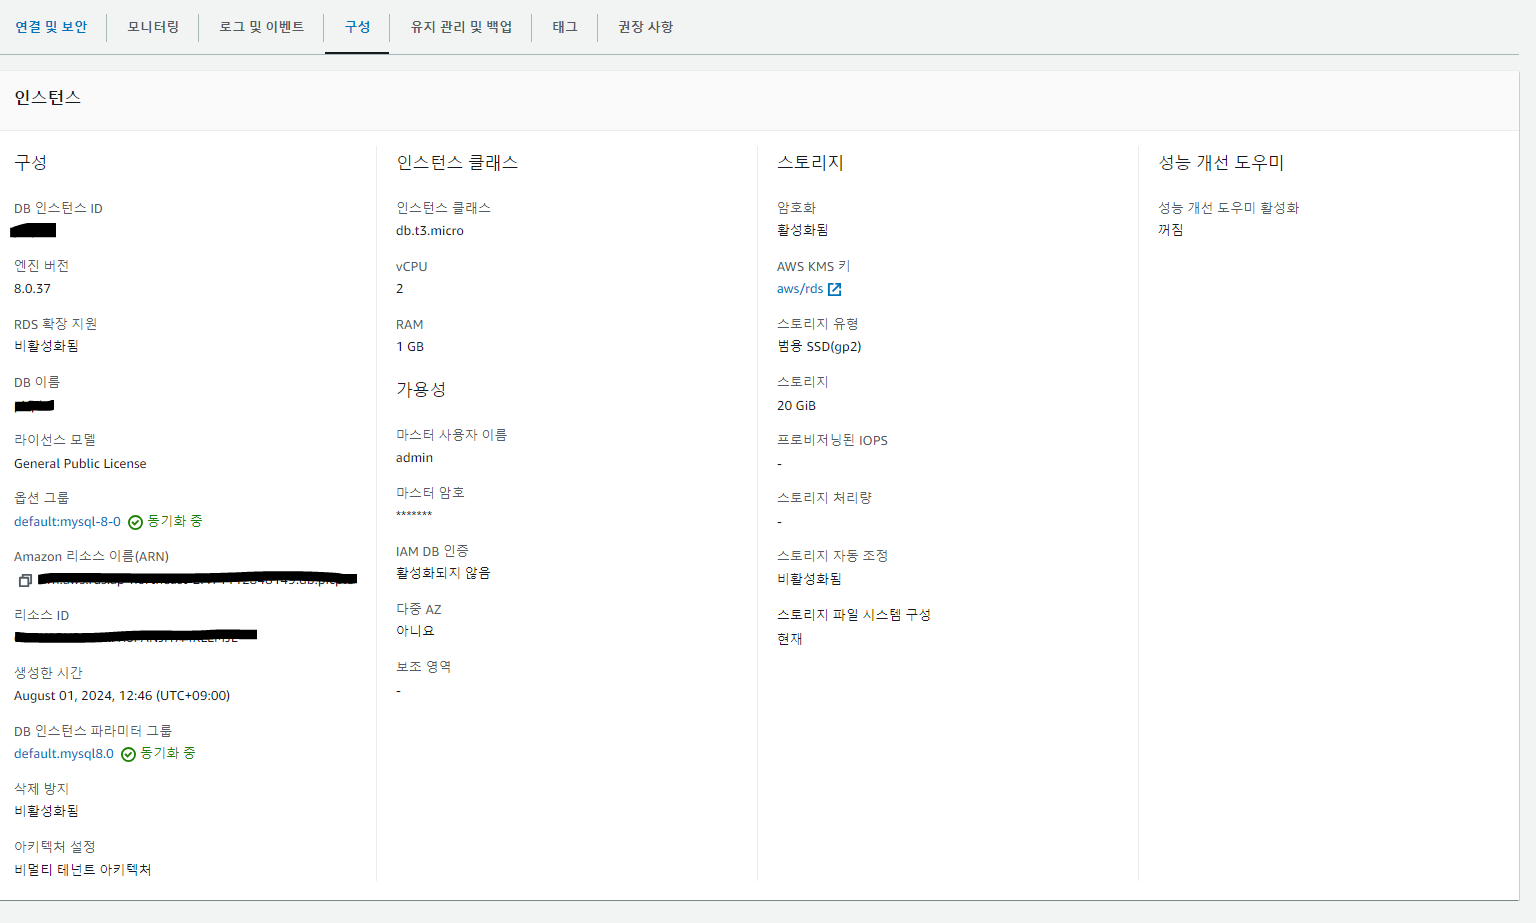 연결 및 보안
모니터링
로그 및 이벤트
구성
유지 관리 및 백업
태그
권장 사항
인스턴스
구성
DB 인스턴스 ID
엔진 버전
8.0.37
RDS 확장 지원
비활성화됨
DB 이름
라이선스 모델
General Public License
옵션 그룹
default:mysql-8-0 동기화 중
Amazon 리소스 이름(ARN)
리소스 ID
생성한 시간
August 01, 2024, 12:46 (UTC+09:00)
DB 인스턴스 파라미터 그룹
default.mysql8.0 동기화 중
삭제 방지
비활성화됨
아키텍처 설정
비멀티 테넌트 아키텍처
인스턴스 클래스
인스턴스 클래스
db.t3.micro
vCPU
2
RAM
1 GB
가용성
마스터 사용자 이름
admin
마스터 암호
*******
IAM DB 인증
활성화되지 않음
다중 AZ
아니요
보조 영역
-
스토리지
암호화
활성화됨
AWS KMS 키
aws/rds
스토리지 유형
범용 SSD(gp2)
스토리지
20 GiB
프로비저닝된 IOPS
-
스토리지 처리량
-
스토리지 자동 조정
비활성화됨
스토리지 파일 시스템 구성
현재
성능 개선 도우미
성능 개선 도우미 활성화
꺼짐